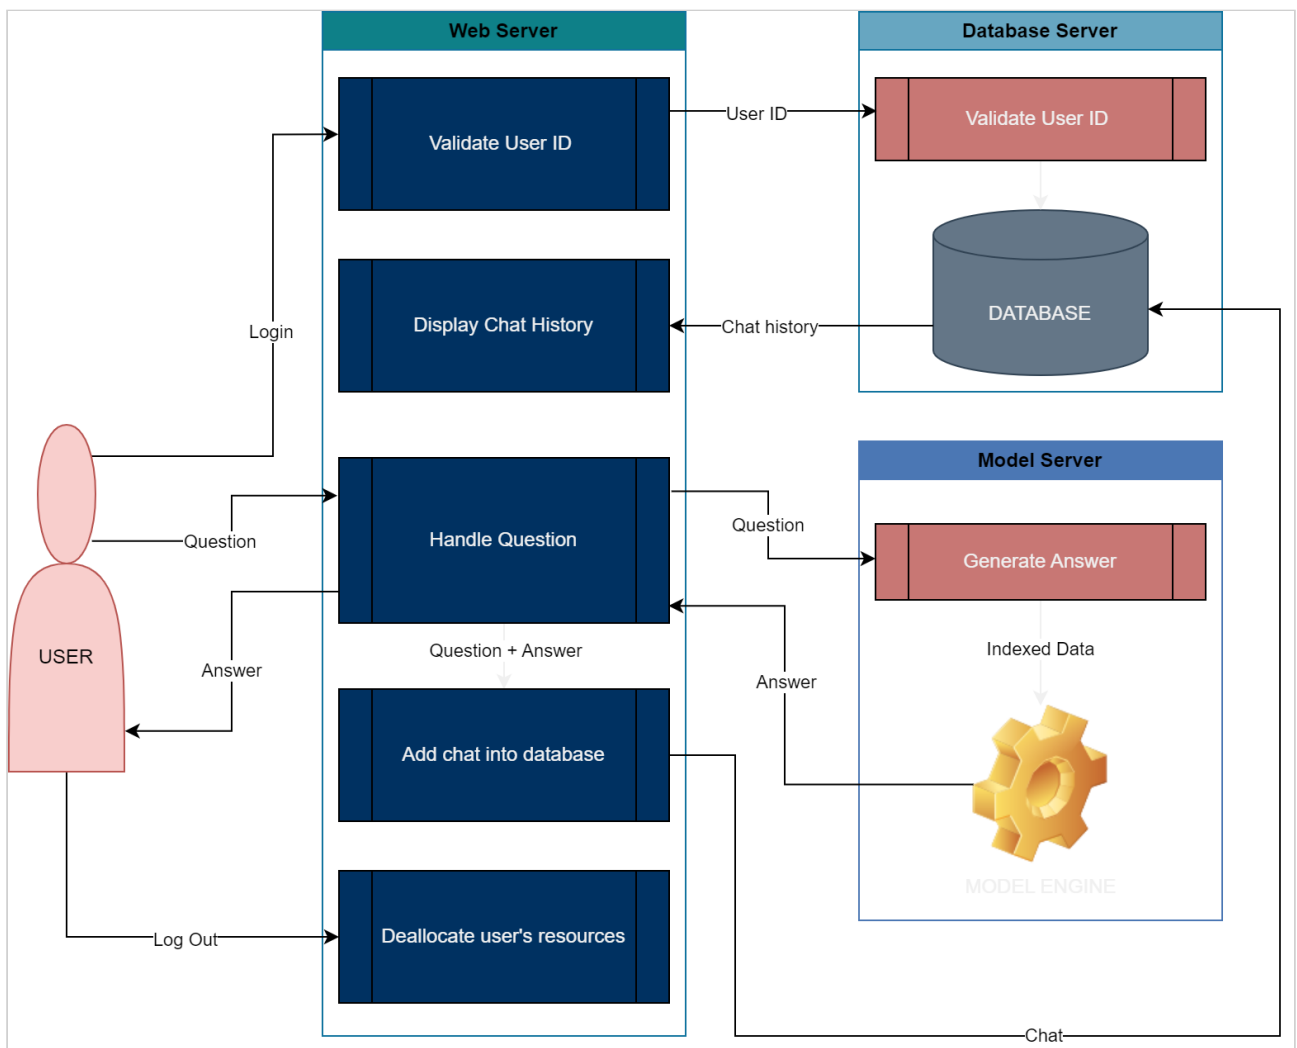 Web Server
Database Server
Validate User ID
User ID
Validate User ID
Login
Display Chat History
Chat history
DATABASE
Model Server
Question
Handle Question
Question
Generate Answer
USER
Answer
Question + Answer
Answer
Indexed Data
Add chat into database
MODEL ENGINE
Log Out
Deallocate user's resources
Chat